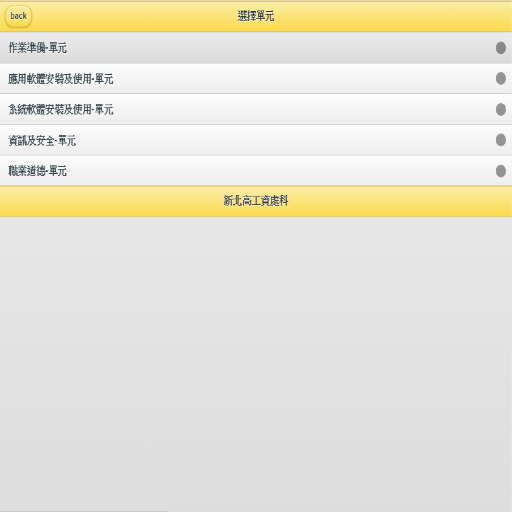 back
選擇單元
作業準備-單元
應用軟體安裝及使用-單元
系統軟體安裝及使用-單元
資訊及安全-單元
職業道德-單元
新北高工資處科